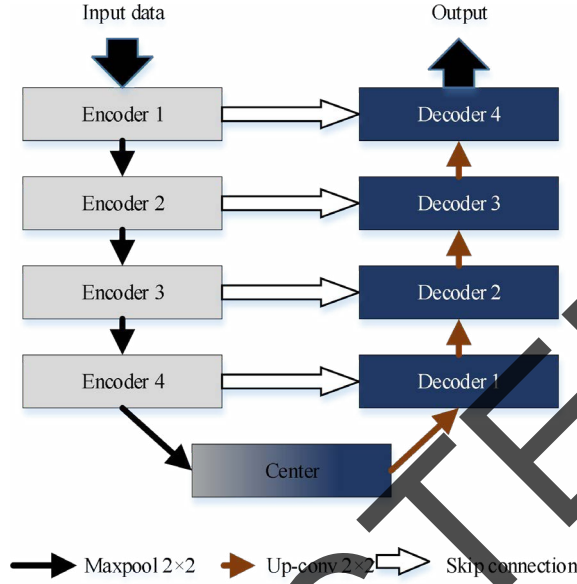 Input data Output
Encoder 1 Decoder 4
Encoder 2 Decoder 3
Encoder 3 Decoder 2
Encoder 4 Decoder 1
Center
Maxpool 2×2 Up-conv 2×2 Skip connection